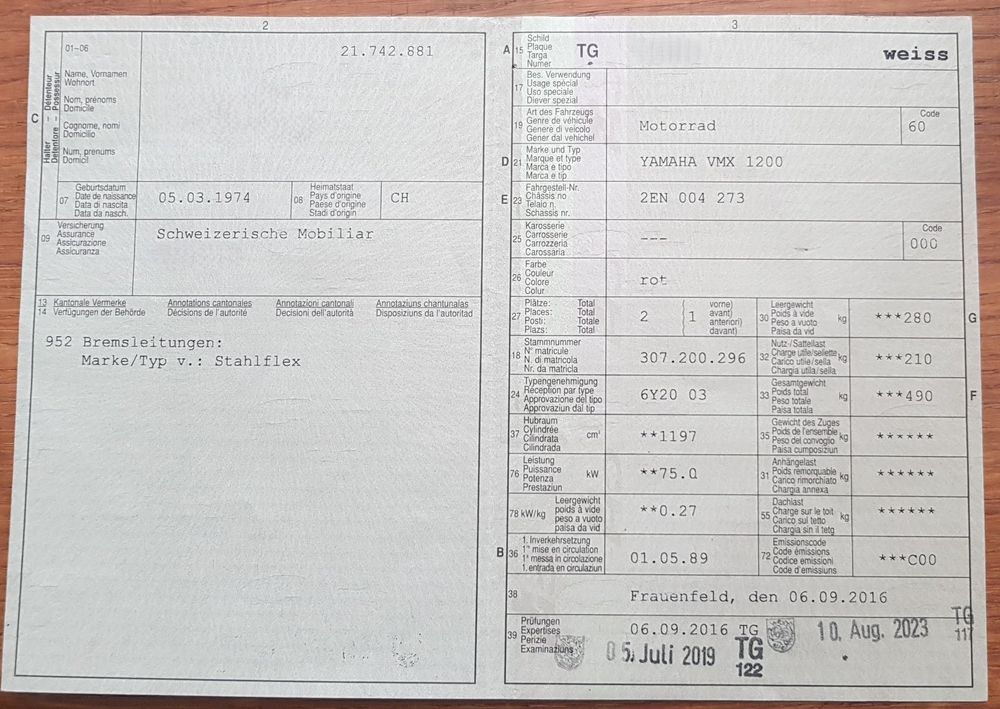 2
01-06
21.742.881
C
Halter – Détenteur
Detentore – Possessur
Name, Vornamen
Wohnort
Nom, prénoms
Domicile
Cognome, nomi
Domicilio
Num, prenums
Domicil
07
Geburtsdatum
Date de naissance
Data di nascita
Data da nasch.
05.03.1974
08
Heimatstaat
Pays d'origine
Paese d'origine
Stadi d'origin
CH
09
Versicherung
Assurance
Assicurazione
Assicuranza
Schweizerische Mobiliar
13 Kantonale Vermerke Annotations cantonales Annotazioni cantonali Annotaziuns chantunalas
14 Verfügungen der Behörde Décisions de l'autorité Decisioni dell'autorità Disposiziuns da l'autoritad
952 Bremsleitungen:
Marke/Typ v.: Stahlflex
3
A 15
Schild
Plaque
Targa
Numer
TG
weiss
17
Bes. Verwendung
Usage spécial
Uso speciale
Diever spezial
19
Art des Fahrzeugs
Genre de véhicule
Genere di veicolo
Gener dal vehichel
Motorrad
Code
60
D 21
Marke und Typ
Marque et type
Marca e tipo
Marca e tip
YAMAHA VMX 1200
E 23
Fahrgestell-Nr.
Châssis no
Telaio n.
Schassis nr.
2EN 004 273
25
Karosserie
Carrosserie
Carrozzeria
Carossaria
---
Code
000
26
Farbe
Couleur
Colore
Colur
rot
27
Plätze: Total
Places: Total
Posti: Totale
Plazs: Total
2
( 1
vorne)
avant)
anteriori)
davant)
30
Leergewicht
Poids à vide
Peso a vuoto
Paisa da vid
kg
***280
G
18
Stammnummer
N° matricule
N. di matricola
Nr. da matricla
307.200.296
32
Nutz-/Sattellast
Charge utile/sellette
Carico utile/sella
Chargia utila/sella
kg
***210
24
Typengenehmigung
Réception par type
Approvazione del tipo
Approvaziun dal tip
6Y20 03
33
Gesamtgewicht
Poids total
Peso totale
Paisa totala
kg
***490
F
37
Hubraum
Cylindrée
Cilindrata
Cilindrada
cm³
**1197
35
Gewicht des Zuges
Poids de l'ensemble
Peso del convoglio
Paisa cumposiziun
kg
******
76
Leistung
Puissance
Potenza
Prestaziun
kW
**75.0
31
Anhängelast
Poids remorquable
Carico rimorchiato
Chargia annexa
kg
******
78 kW/kg
Leergewicht
poids à vide
peso a vuoto
paisa da vid
**0.27
55
Dachlast
Charge sur le toit
Carico sul tetto
Chargia sin il tetg
kg
******
B 36
1. Inverkehrsetzung
1re mise en circulation
1a messa in circolazione
1. entrada en circulaziun
01.05.89
72
Emissionscode
Code émissions
Codice emissioni
Code d'emissiuns
***C00
38
Frauenfeld, den 06.09.2016
39
Prüfungen
Expertises
Perizie
Examinaziuns
06.09.2016 TG
05. Juli 2019
TG
122
10. Aug. 2023
TG
117